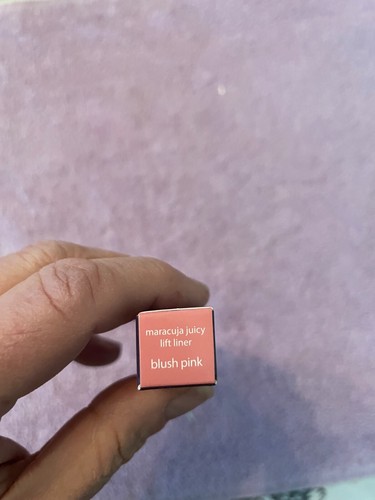 maracuja juicy
lift liner
blush pink